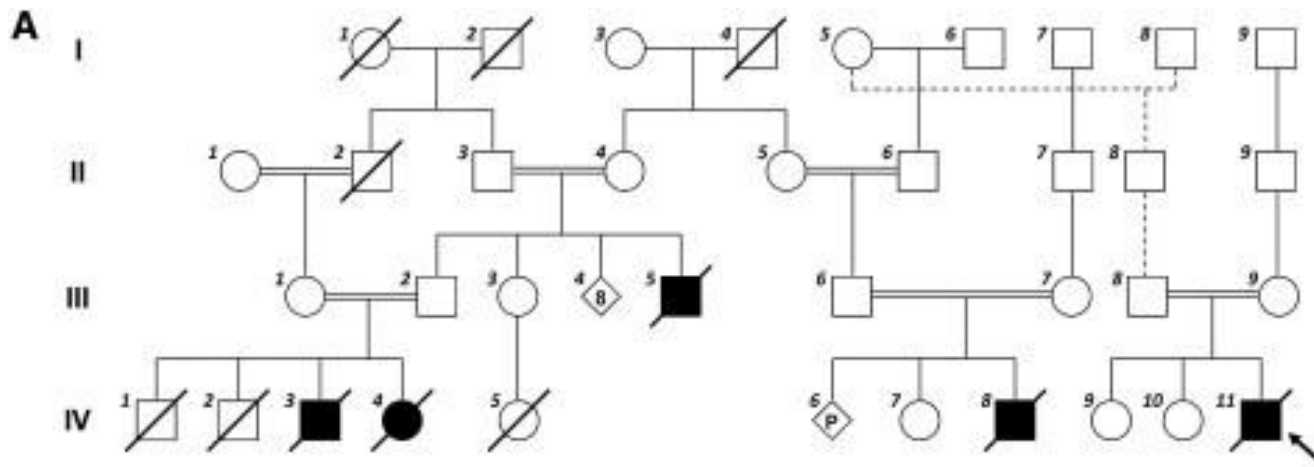 A
I 1 2 3 4 5 6 7 8 9
II 1 2 3 4 5 6 7 8 9
III 1 2 3 4 8 5 6 7 8 9
IV 1 2 3 4 5 6 P 7 8 9 10 11